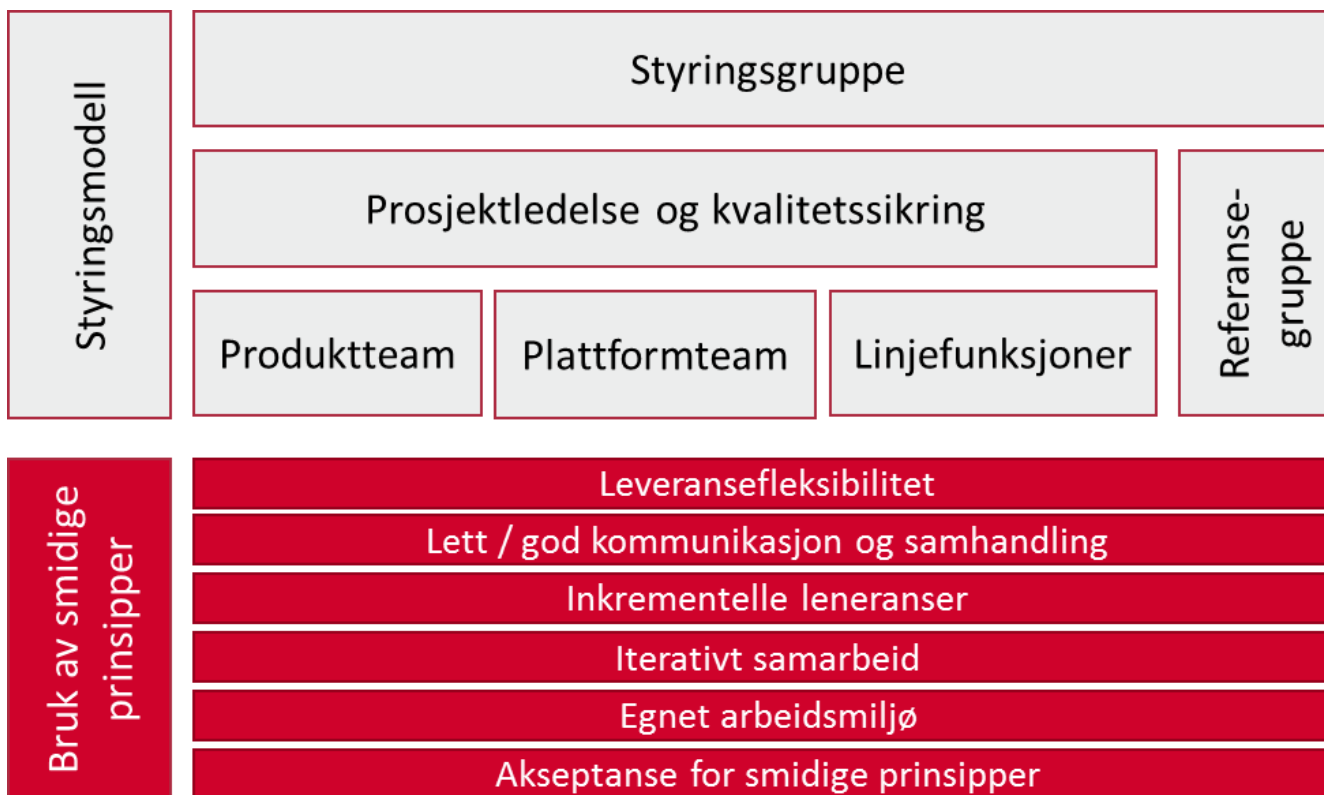 Styringsmodell
Styringsgruppe
Prosjektledelse og kvalitetssikring
Referanse-
gruppe
Produktteam
Plattformteam
Linjefunksjoner
Bruk av smidige
prinsipper
Leveransefleksibilitet
Lett / god kommunikasjon og samhandling
Inkrementelle leneranser
Iterativt samarbeid
Egnet arbeidsmiljø
Akseptanse for smidige prinsipper